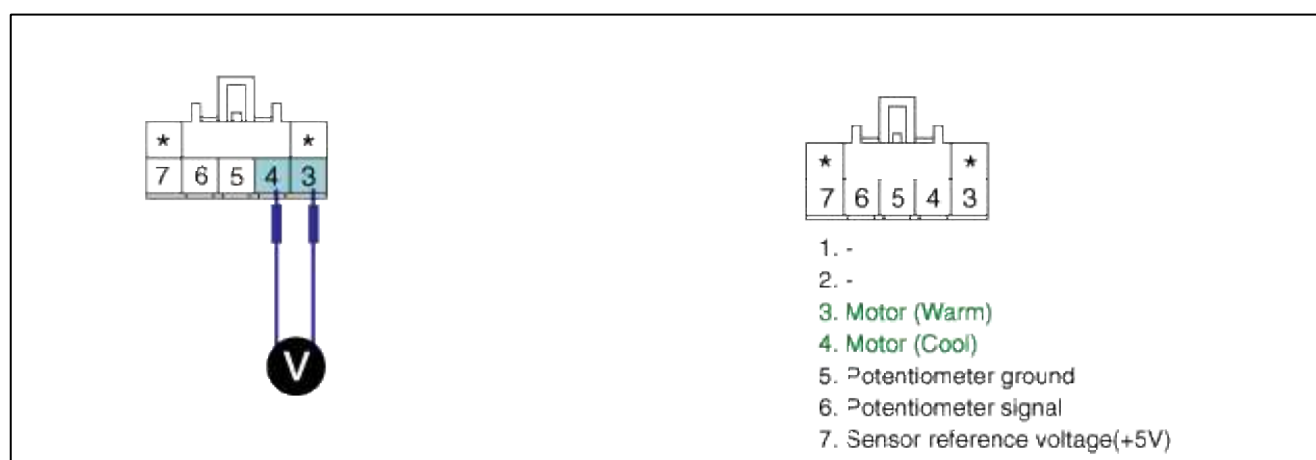 * *
7 6 5 4 3
V
* *
7 6 5 4 3
1. -
2. -
3. Motor (Warm)
4. Motor (Cool)
5. Potentiometer ground
6. Potentiometer signal
7. Sensor reference voltage(+5V)